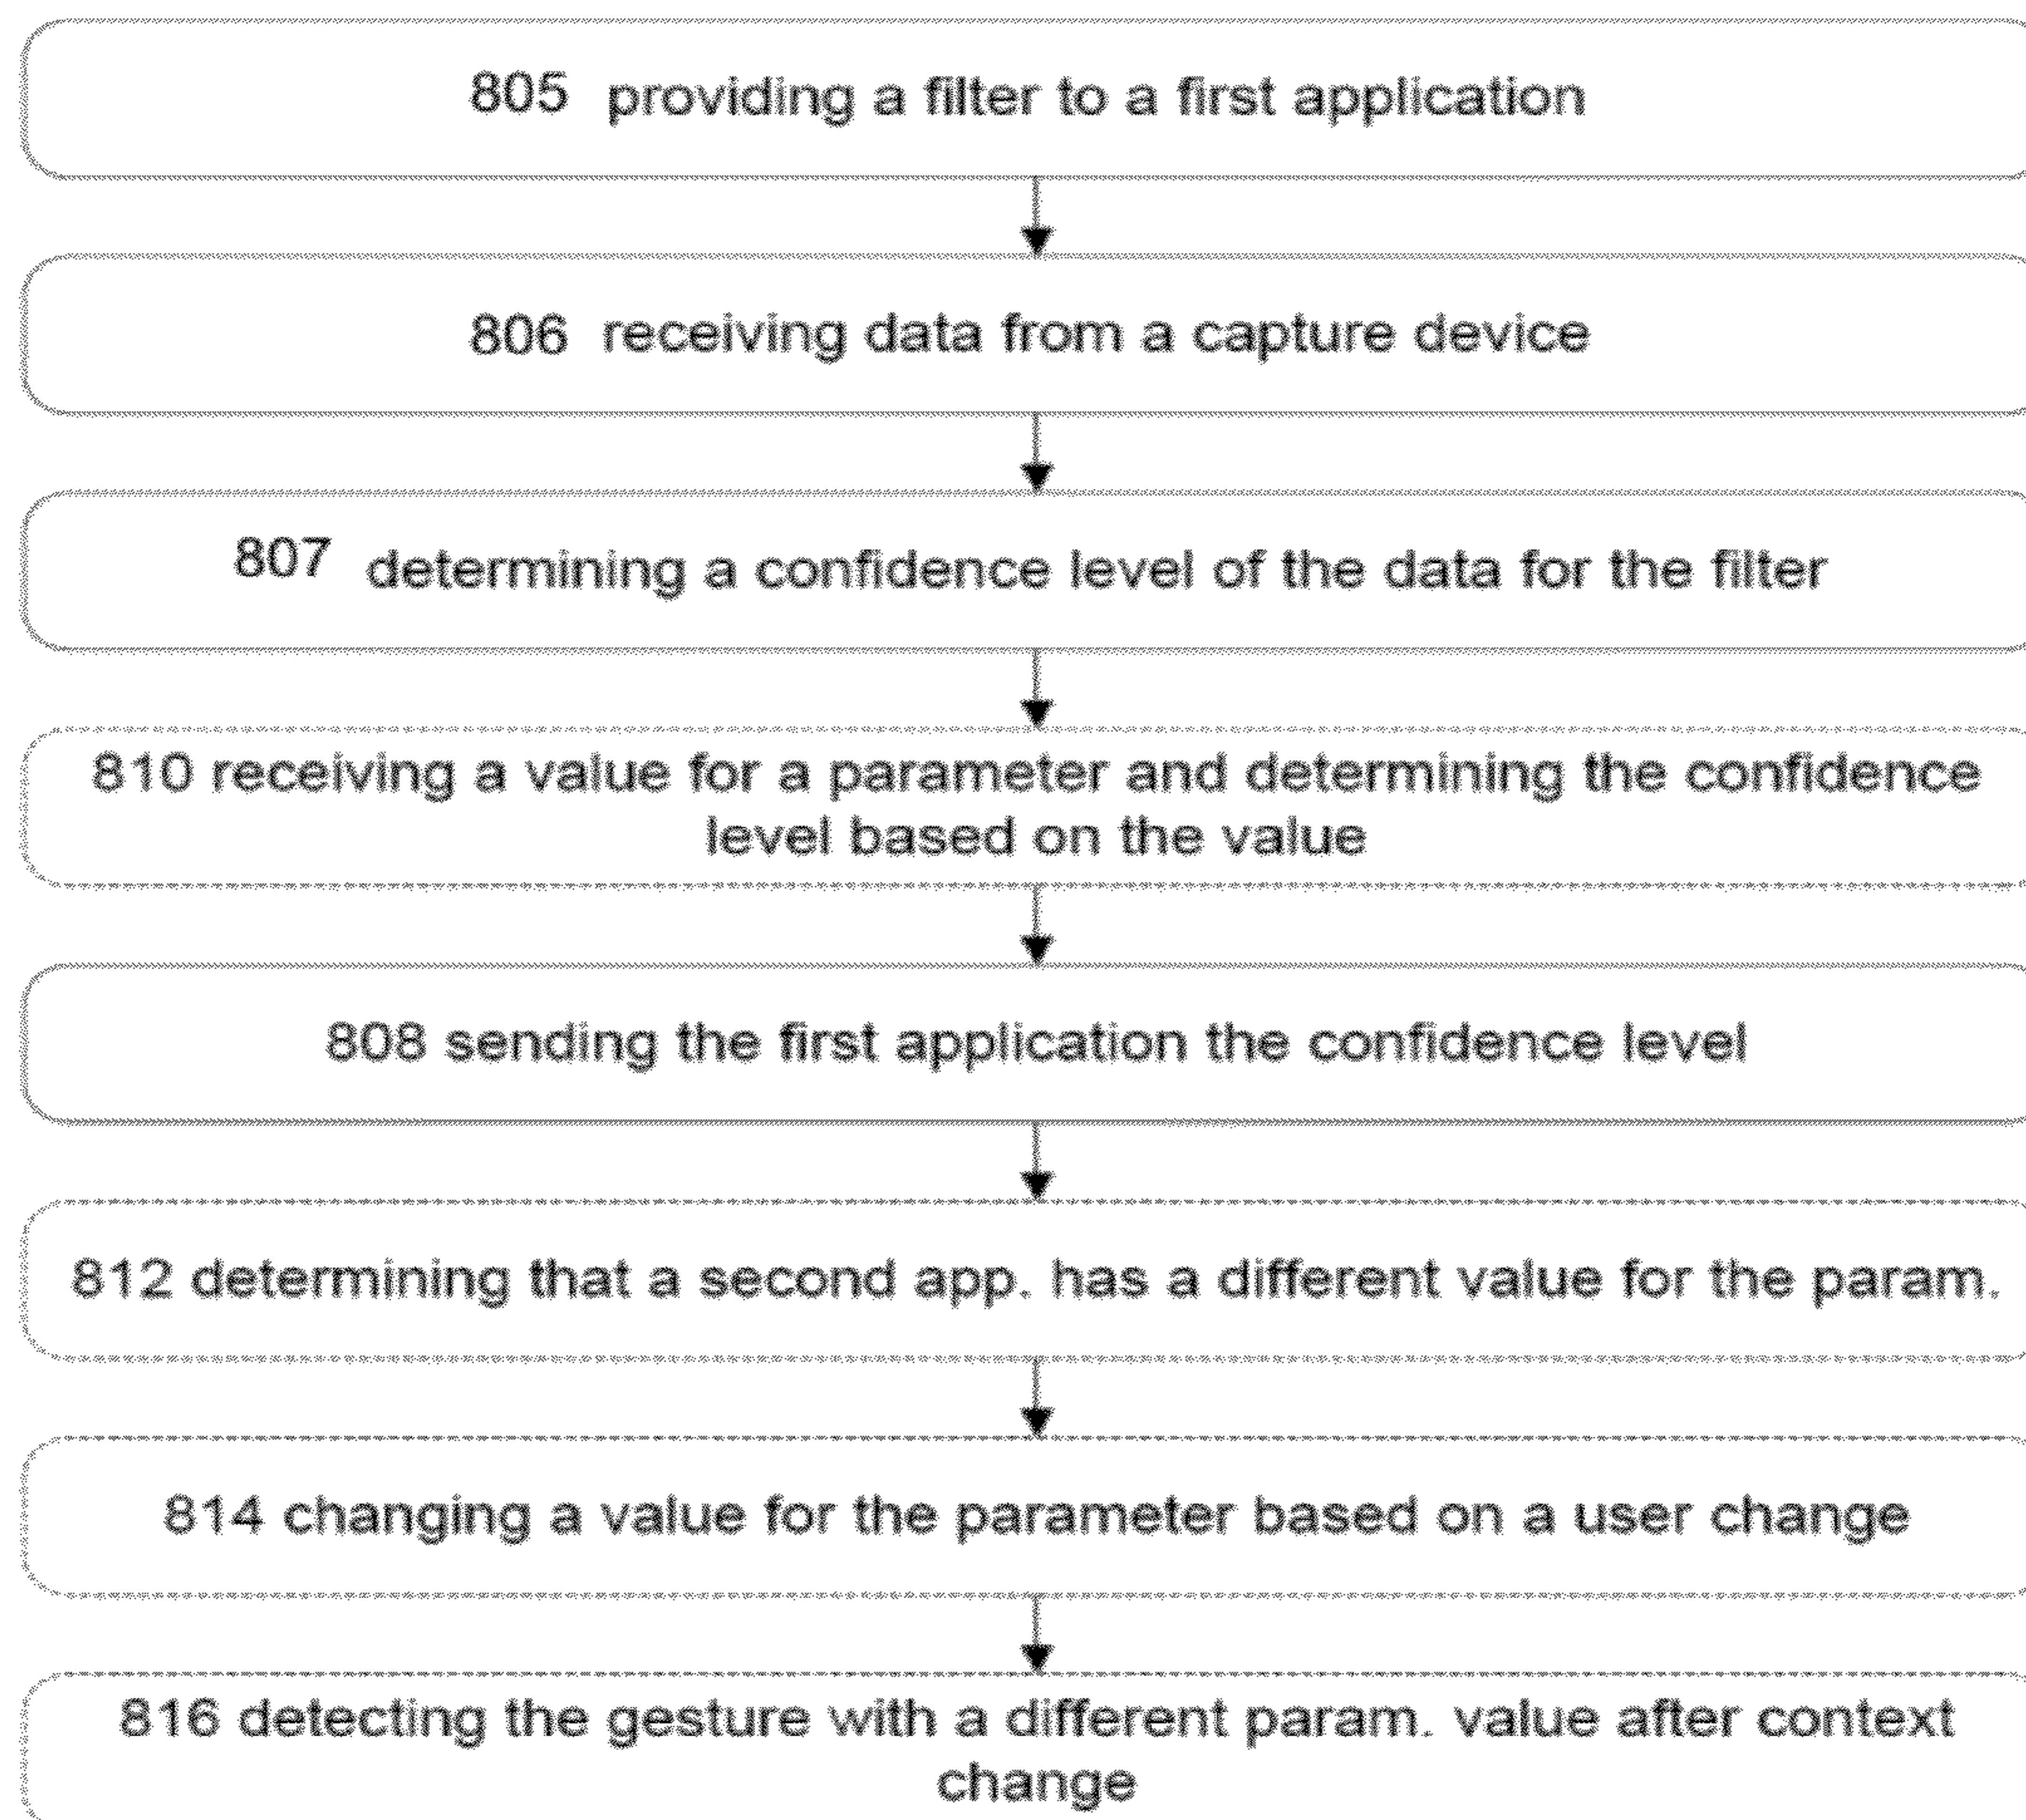 805 providing a filter to a first application
806 receiving data from a capture device
807 determining a confidence level of the data for the filter
810 receiving a value for a parameter and determining the confidence
level based on the value
808 sending the first application the confidence level
812 determining that a second app. has a different value for the param.
814 changing a value for the parameter based on a user change
816 detecting the gesture with a different param. value after context
change